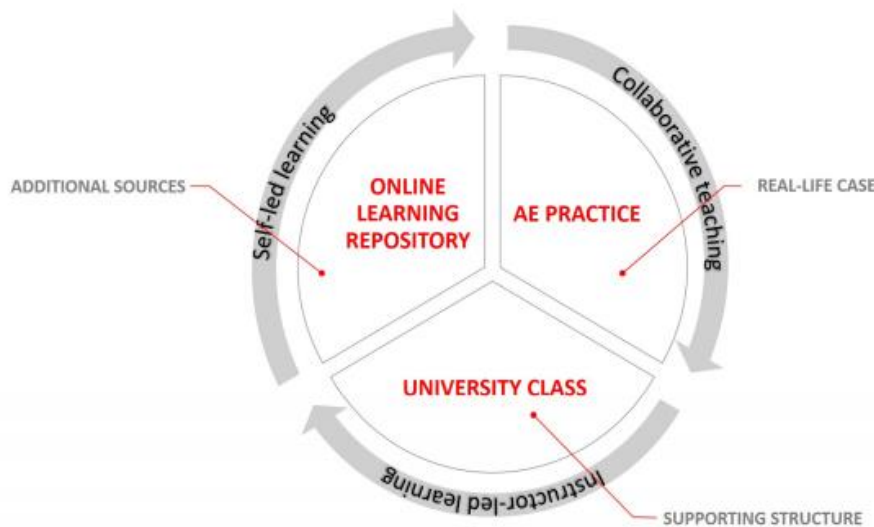 Self-led learning
Collaborative teaching
ADDITIONAL SOURCES
ONLINE
LEARNING
REPOSITORY
AE PRACTICE
REAL-LIFE CASE
UNIVERSITY CLASS
Instructor-led learning
SUPPORTING STRUCTURE